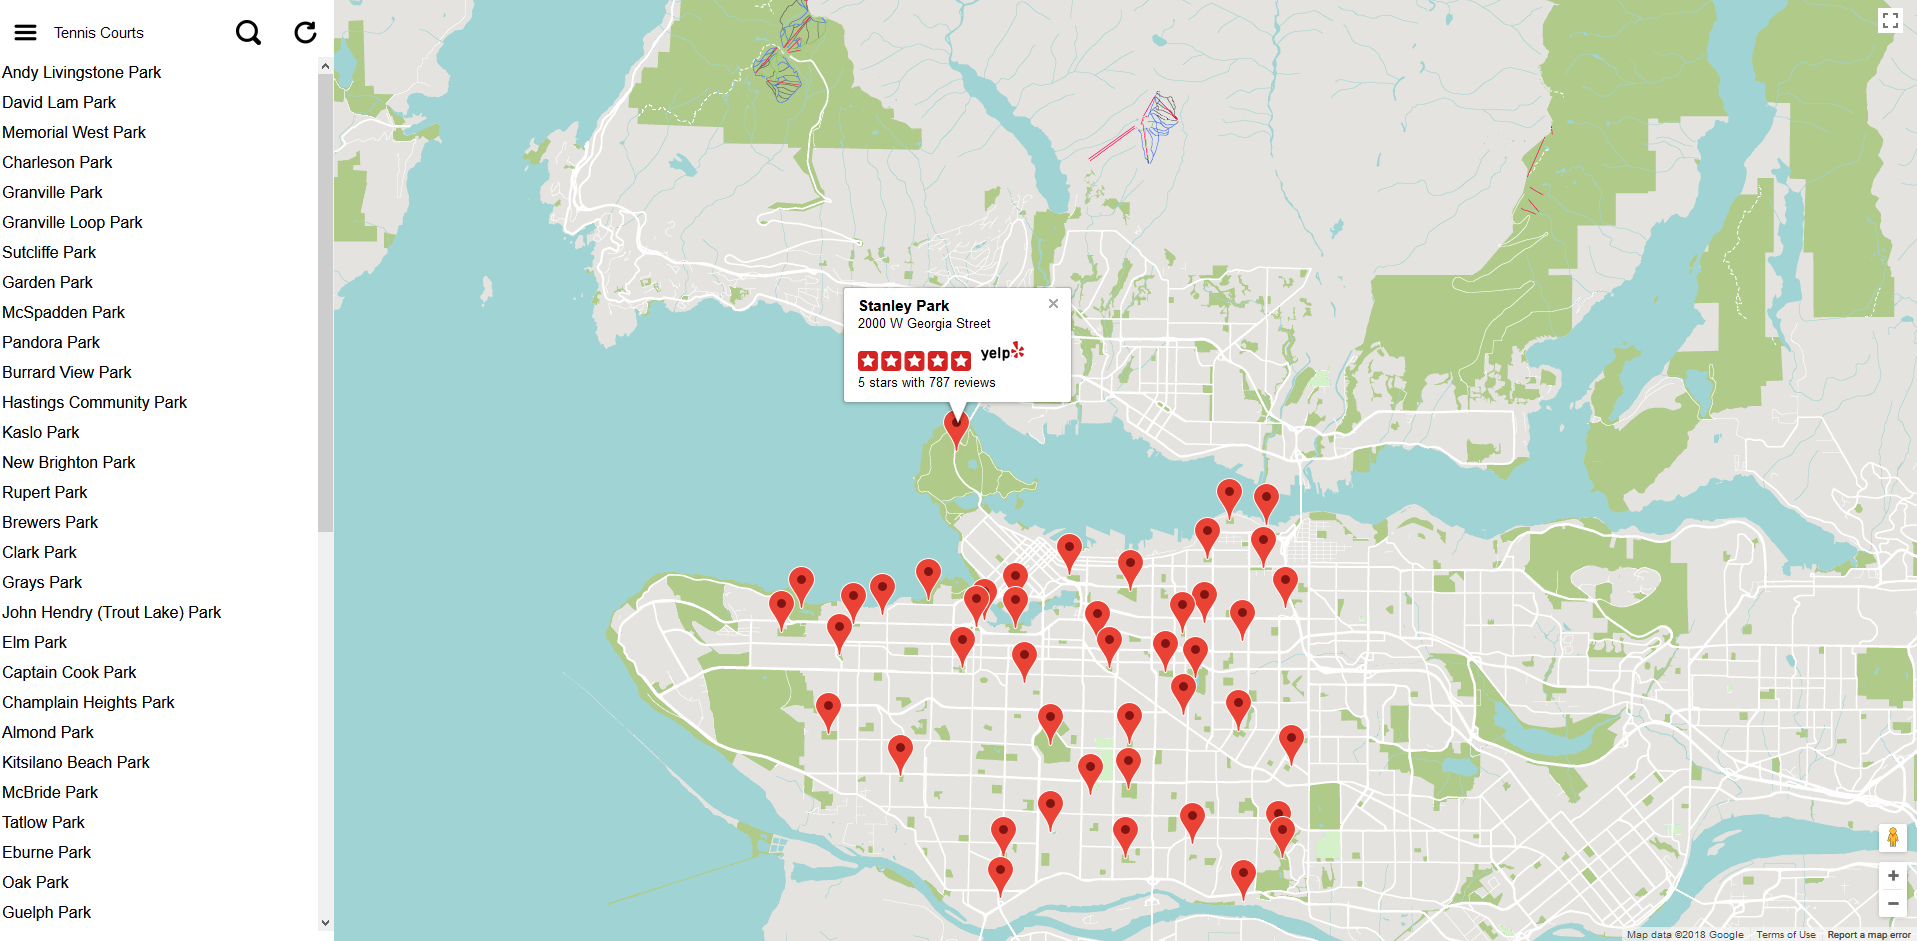 Tennis Courts
Andy Livingstone Park
David Lam Park
Memorial West Park
Charleson Park
Granville Park
Granville Loop Park
Sutcliffe Park
Garden Park
McSpadden Park
Pandora Park
Burrard View Park
Hastings Community Park
Kaslo Park
New Brighton Park
Rupert Park
Brewers Park
Clark Park
Grays Park
John Hendry (Trout Lake) Park
Elm Park
Captain Cook Park
Champlain Heights Park
Almond Park
Kitsilano Beach Park
McBride Park
Tatlow Park
Eburne Park
Oak Park
Guelph Park
Stanley Park
2000 W Georgia Street
yelp
5 stars with 787 reviews
Map data ©2018 Google Terms of Use Report a map error